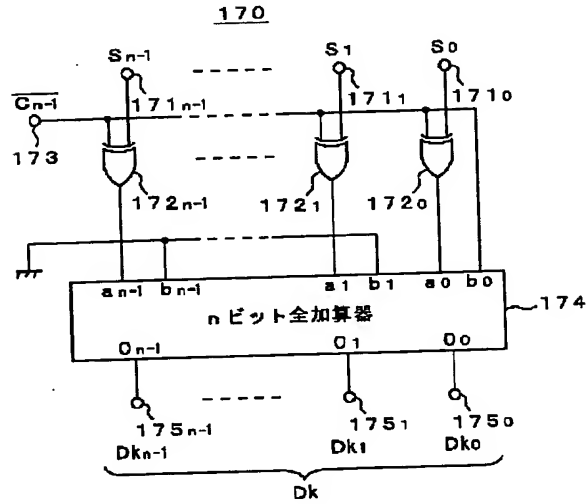 170
Sn-1 S1 S0
Cn-1 171n-1 1711 1710
173
172n-1 1721 1720
an-1 bn-1 a1 b1 a0 b0
nビット全加算器 174
On-1 O1 O0
175n-1 1751 1750
Dkn-1 Dk1 Dk0
Dk